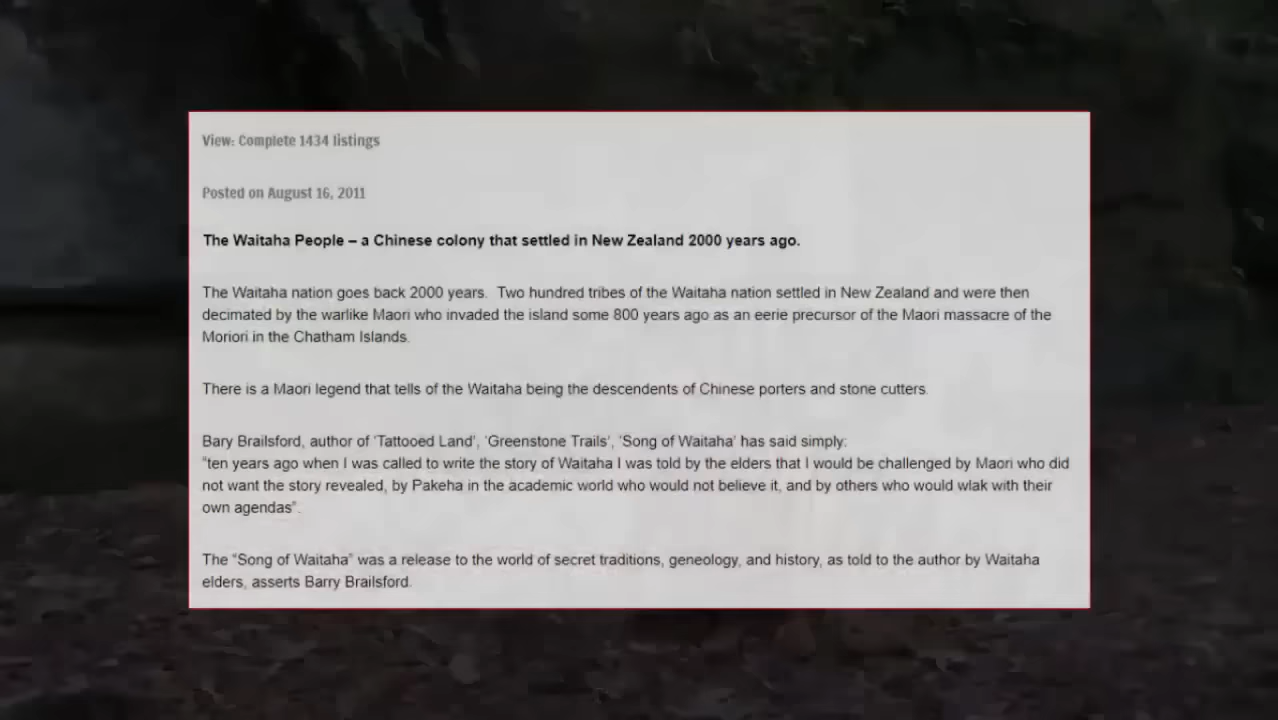 View: Complete 1434 listings
Posted on August 16, 2011
The Waitaha People – a Chinese colony that settled in New Zealand 2000 years ago.
The Waitaha nation goes back 2000 years.  Two hundred tribes of the Waitaha nation settled in New Zealand and were then
decimated by the warlike Maori who invaded the island some 800 years ago as an eerie precursor of the Maori massacre of the
Moriori in the Chatham Islands.
There is a Maori legend that tells of the Waitaha being the descendents of Chinese porters and stone cutters.
Bary Brailsford, author of 'Tattooed Land', 'Greenstone Trails', 'Song of Waitaha' has said simply:
"ten years ago when I was called to write the story of Waitaha I was told by the elders that I would be challenged by Maori who did
not want the story revealed, by Pakeha in the academic world who would not believe it, and by others who would wlak with their
own agendas".
The "Song of Waitaha" was a release to the world of secret traditions, geneology, and history, as told to the author by Waitaha
elders, asserts Barry Brailsford.